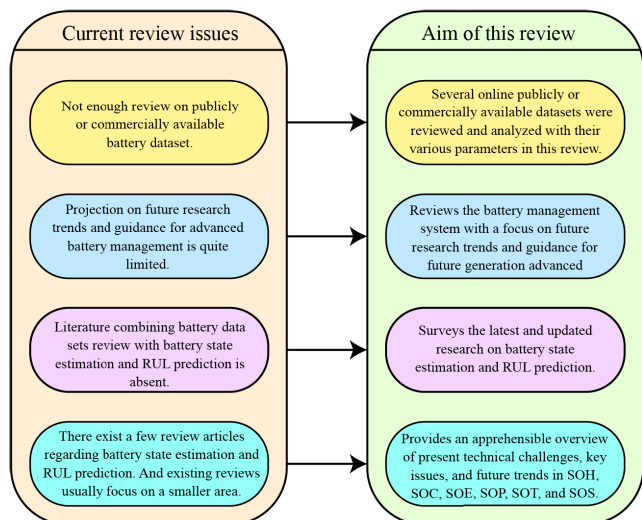 Current review issues
Aim of this review
Not enough review on publicly
or commercially available
battery dataset.
Several online publicly or
commercially available datasets were
reviewed and analyzed with their
various parameters in this review.
Projection on future research
trends and guidance for advanced
battery management is quite
limited.
Reviews the battery management
system with a focus on future
research trends and guidance for
future generation advanced
Literature combining battery data
sets review with battery state
estimation and RUL prediction is
absent.
Surveys the latest and updated
research on battery state
estimation and RUL prediction.
There exist a few review articles
regarding battery state estimation and
RUL prediction. And existing reviews
usually focus on a smaller area.
Provides an apprehensible overview
of present technical challenges, key
issues, and future trends in SOH,
SOC, SOE, SOP, SOT, and SOS.